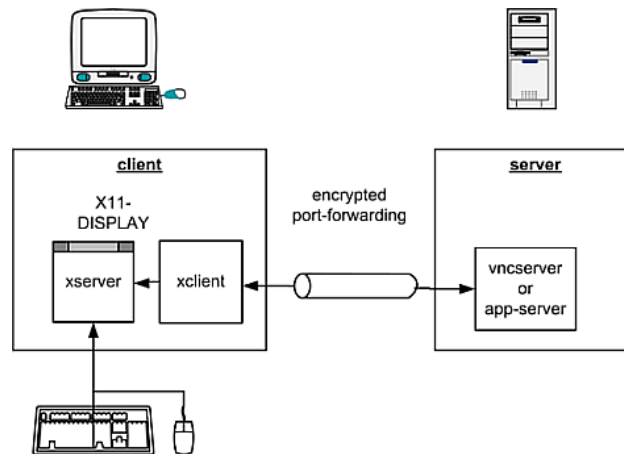 client
server
X11-
DISPLAY
encrypted
port-forwarding
xserver
xclient
vncserver
or
app-server